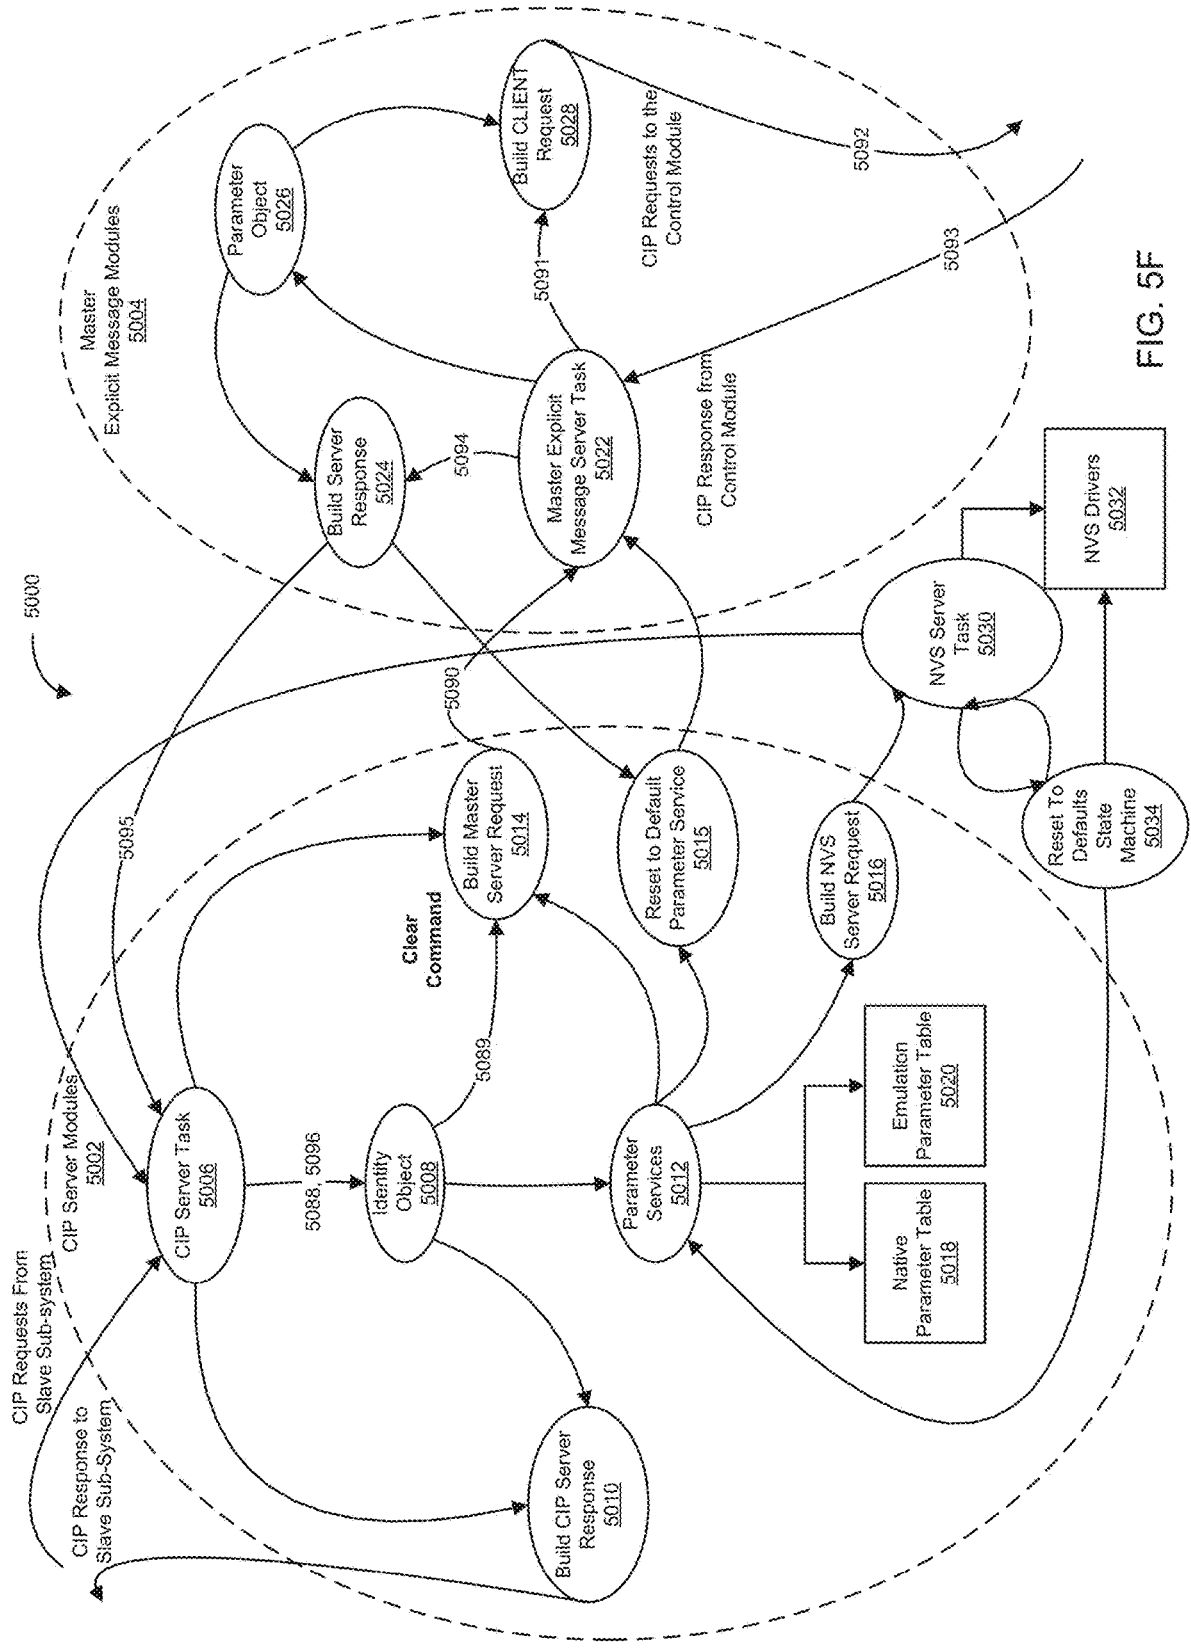 5000
Master
Explicit Message Modules
5004
Parameter
Object
5026
Build CLIENT
Request
5028
Build Server
Response
5024
5094
5091
Master Explicit
Message Server Task
5022
CIP Requests to the
Control Module
5092
5093
CIP Response from
Control Module
5095
5090
CIP Requests From
Slave Sub-system
CIP Response to
Slave Sub-System
CIP Server Modules
5002
CIP Server Task
5006
5088, 5096
Identity
Object
5008
5089
Clear
Command
Build Master
Server Request
5014
Reset to Default
Parameter Service
5015
Build NVS
Server Request
5016
Parameter
Services
5012
Build CIP Server
Response
5010
Native
Parameter Table
5018
Emulation
Parameter Table
5020
NVS Server
Task
5030
NVS Drivers
5032
Reset To
Defaults
State
Machine
5034
FIG. 5F